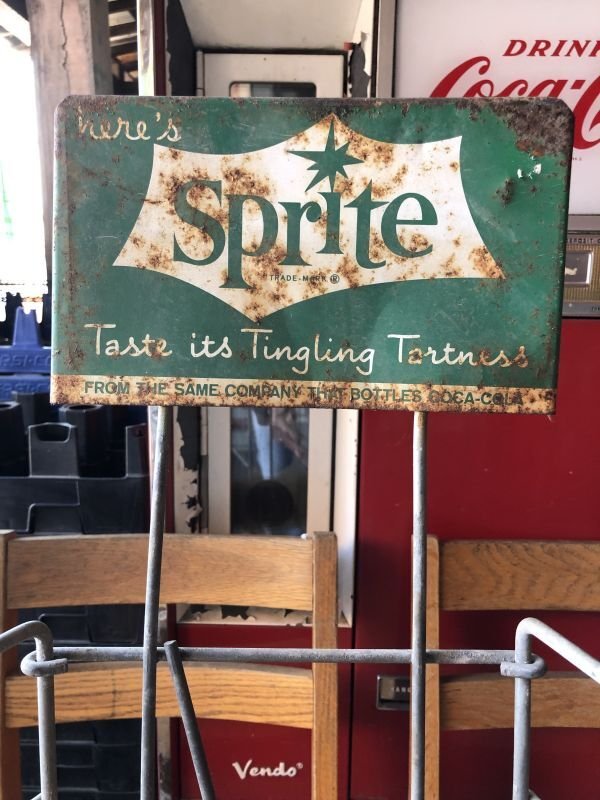 DRINK
Coca-C
here's
Sprite
TRADE-MARK ®
Taste its Tingling Tartness
FROM THE SAME COMPANY THAT BOTTLES COCA-COLA
Vendo®